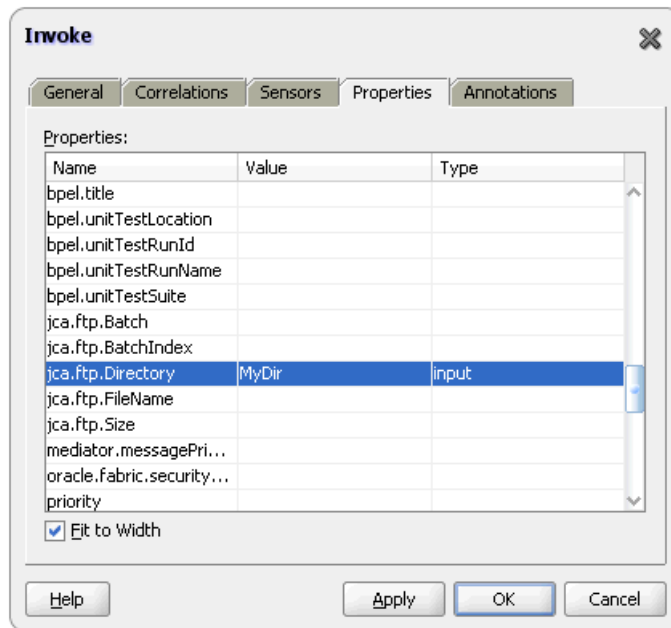 Invoke
General Correlations Sensors Properties Annotations
Properties:
Name Value Type
bpel.title
bpel.unitTestLocation
bpel.unitTestRunId
bpel.unitTestRunName
bpel.unitTestSuite
jca.ftp.Batch
jca.ftp.BatchIndex
jca.ftp.Directory MyDir input
jca.ftp.FileName
jca.ftp.Size
mediator.messagePri...
oracle.fabric.security...
priority
Fit to Width
Help Apply OK Cancel